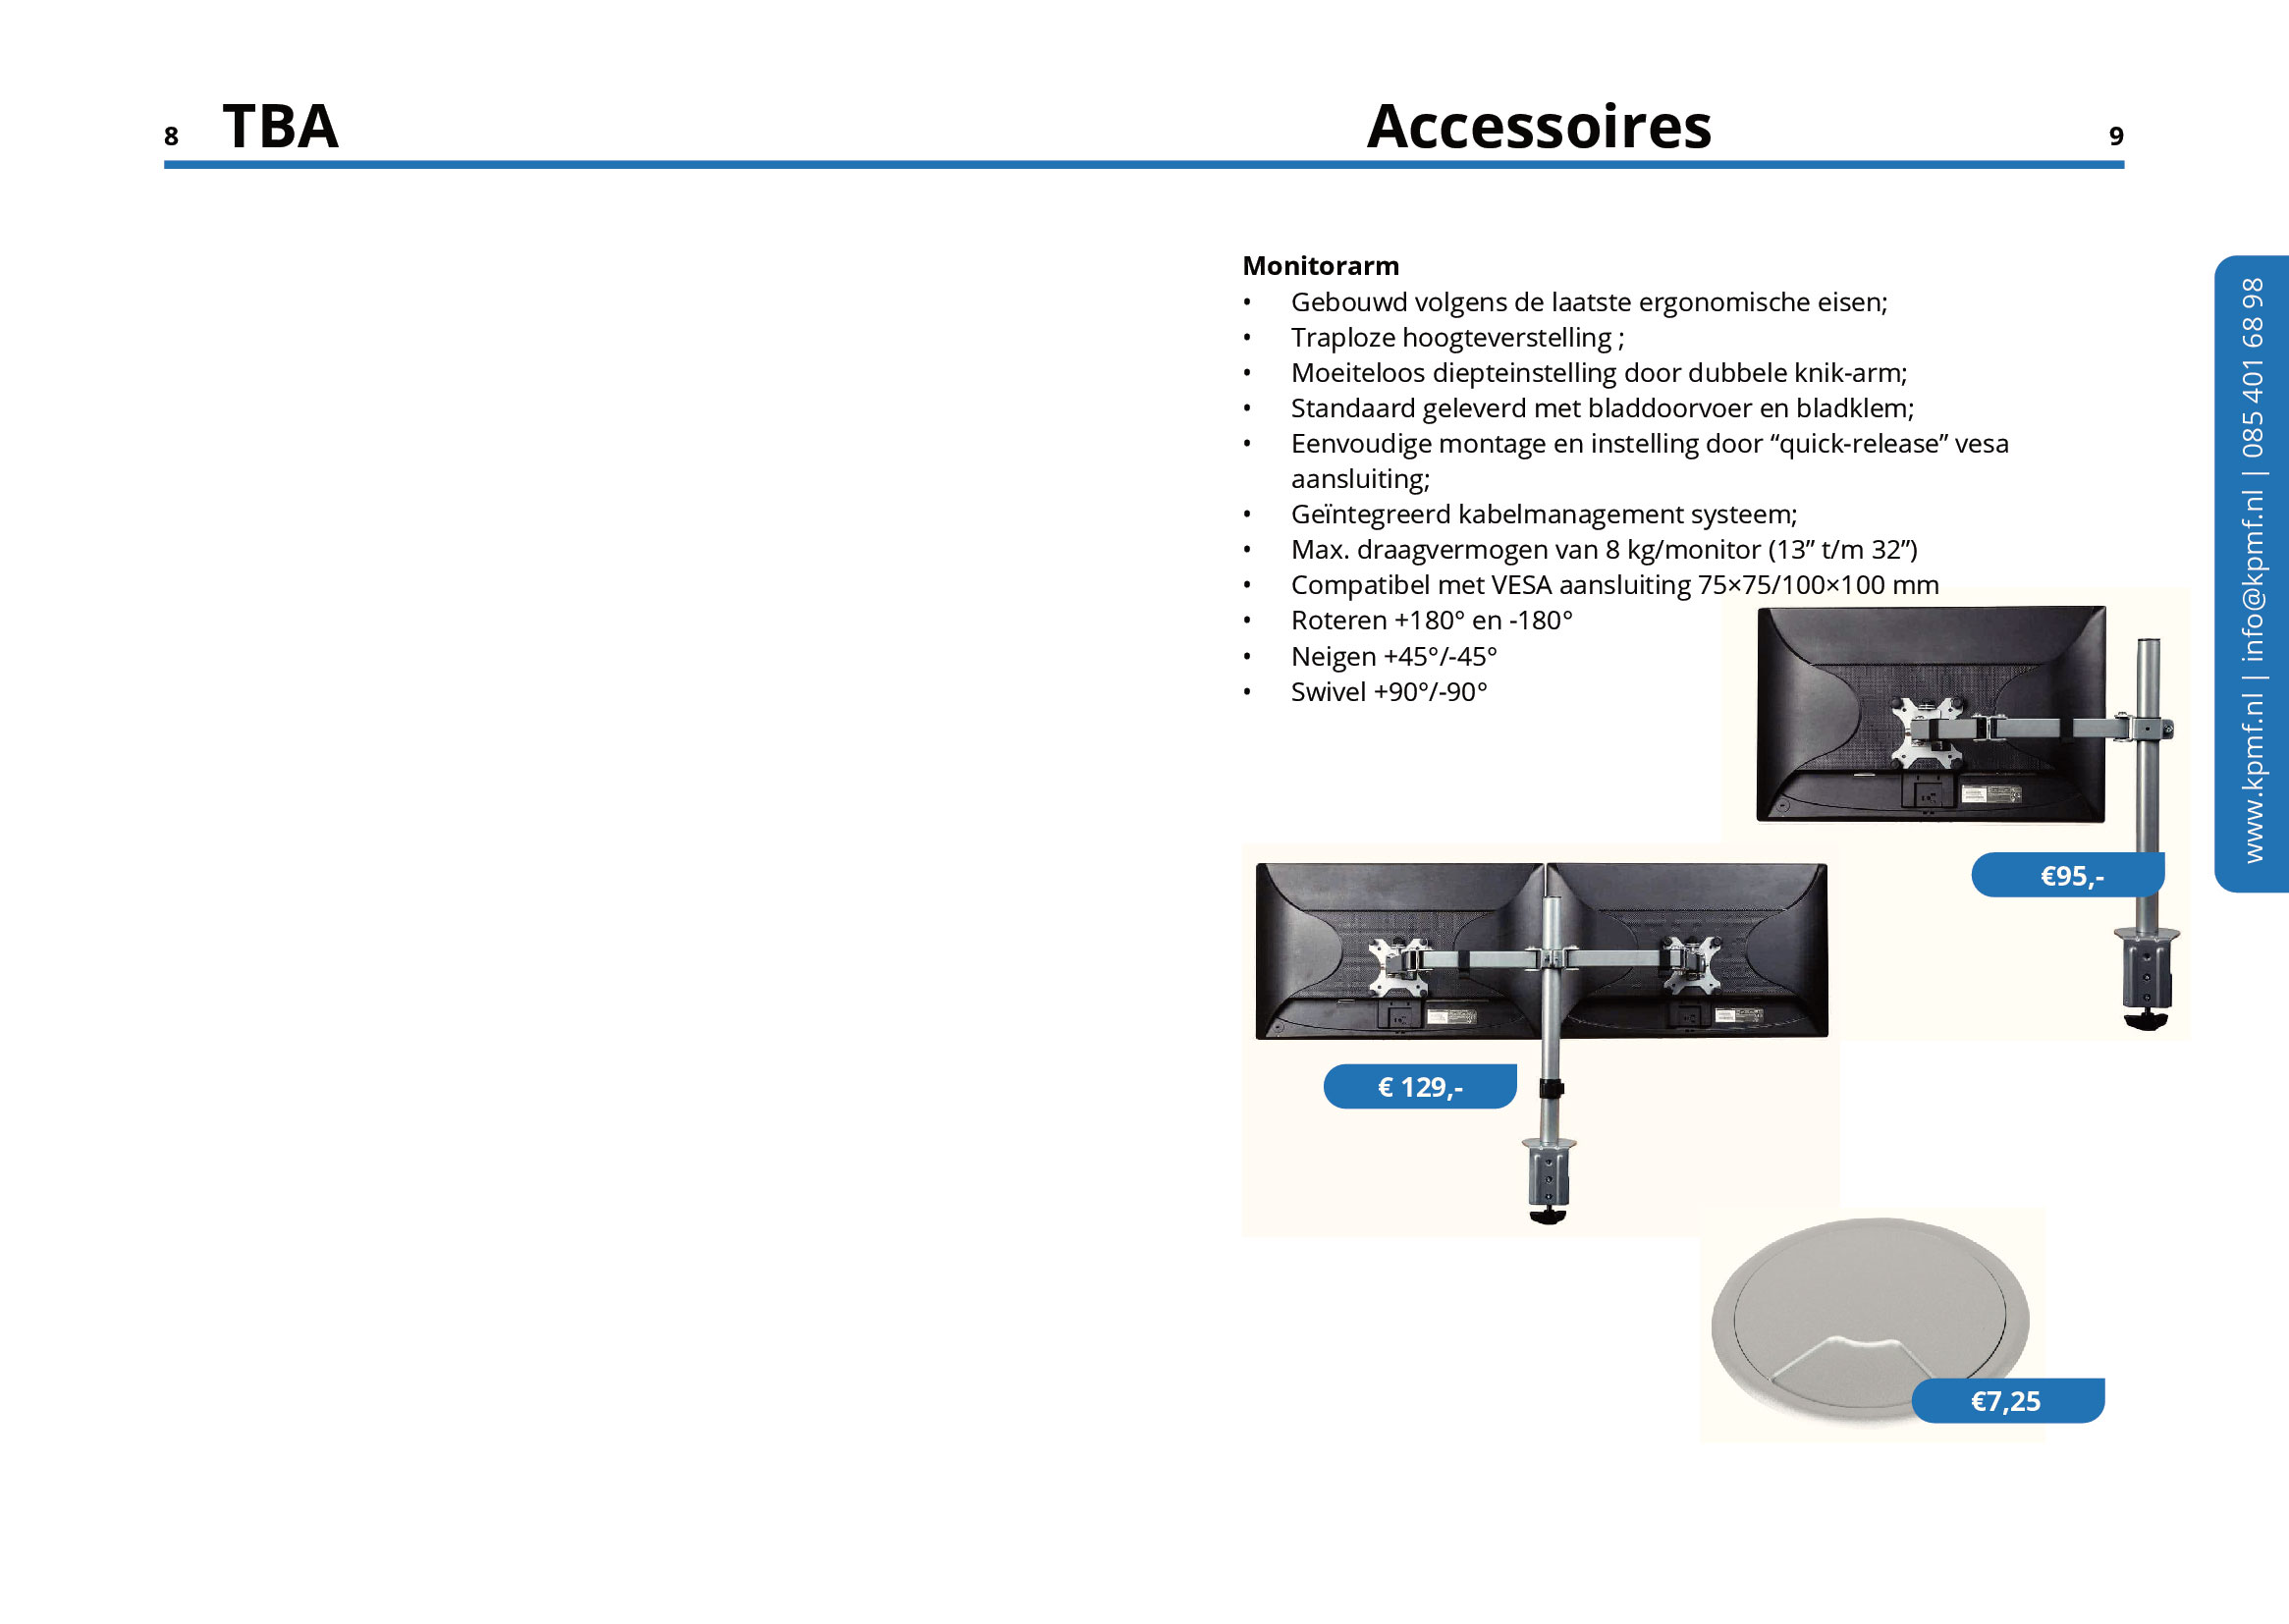 8 TBA
Accessoires 9
Monitorarm
• Gebouwd volgens de laatste ergonomische eisen;
• Traploze hoogteverstelling ;
• Moeiteloos diepteinstelling door dubbele knik-arm;
• Standaard geleverd met bladdoorvoer en bladklem;
• Eenvoudige montage en instelling door “quick-release” vesa
aansluiting;
• Geïntegreerd kabelmanagement systeem;
• Max. draagvermogen van 8 kg/monitor (13” t/m 32”)
• Compatibel met VESA aansluiting 75×75/100×100 mm
• Roteren +180° en -180°
• Neigen +45°/-45°
• Swivel +90°/-90°
€95,-
€ 129,-
€7,25
www.kpmf.nl | info@kpmf.nl | 085 401 68 98